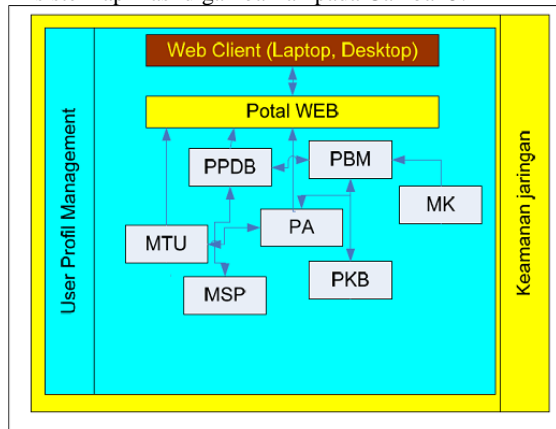 Web Client (Laptop, Desktop)
Potal WEB
PPDB
PBM
MK
PA
MTU
PKB
MSP
User Profil Management
Keamanan jaringan